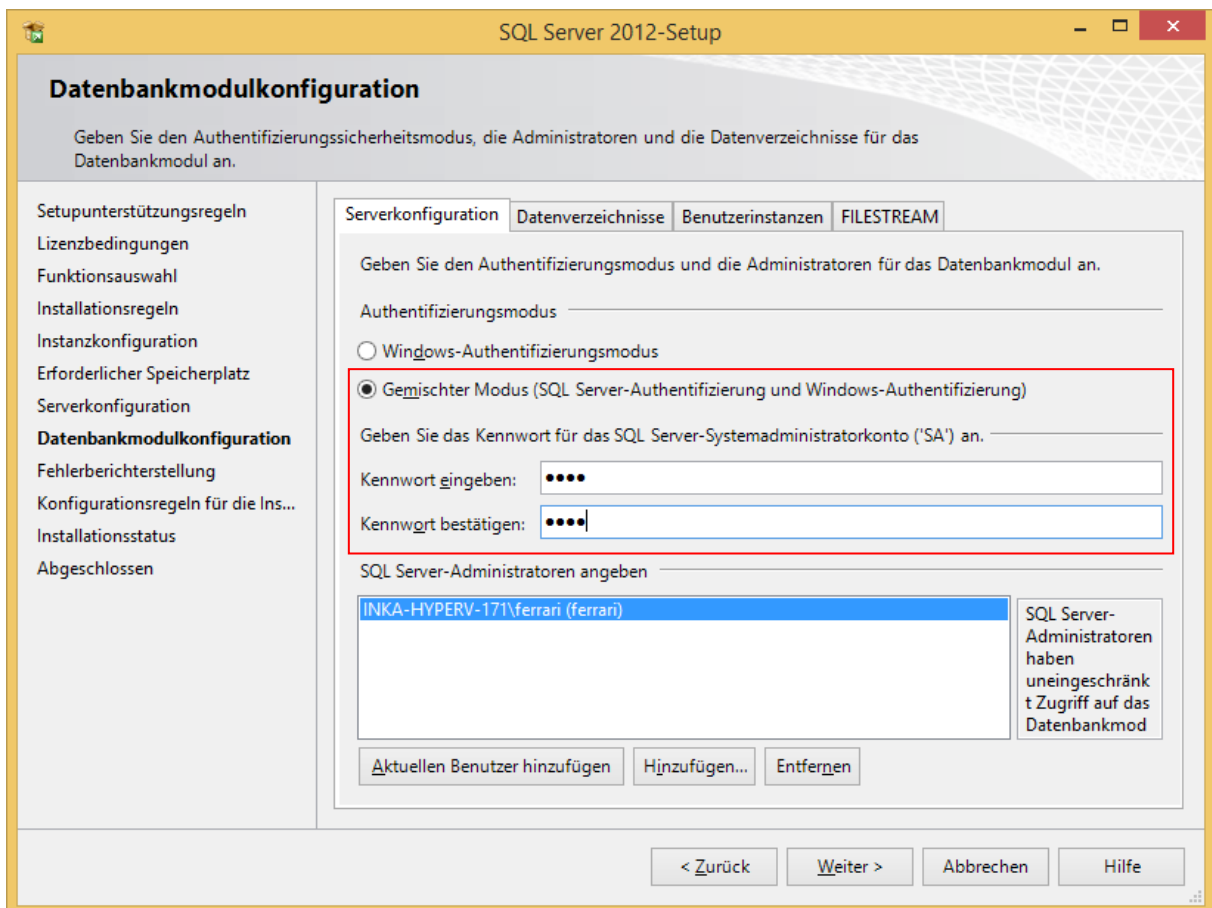 SQL Server 2012-Setup
Datenbankmodulkonfiguration
Geben Sie den Authentifizierungssicherheitsmodus, die Administratoren und die Datenverzeichnisse für das
Datenbankmodul an.
Setupunterstützungsregeln
Lizenzbedingungen
Funktionsauswahl
Installationsregeln
Instanzkonfiguration
Erforderlicher Speicherplatz
Serverkonfiguration
Datenbankmodulkonfiguration
Fehlerberichterstellung
Konfigurationsregeln für die Ins...
Installationsstatus
Abgeschlossen
Serverkonfiguration Datenverzeichnisse Benutzerinstanzen FILESTREAM
Geben Sie den Authentifizierungsmodus und die Administratoren für das Datenbankmodul an.
Authentifizierungsmodus
Windows-Authentifizierungsmodus
Gemischter Modus (SQL Server-Authentifizierung und Windows-Authentifizierung)
Geben Sie das Kennwort für das SQL Server-Systemadministratorkonto ('SA') an.
Kennwort eingeben: ●●●●
Kennwort bestätigen: ●●●●
SQL Server-Administratoren angeben
INKA-HYPERV-171\ferrari (ferrari)
SQL Server-
Administratoren
haben
uneingeschränk
t Zugriff auf das
Datenbankmod
Aktuellen Benutzer hinzufügen Hinzufügen... Entfernen
< Zurück Weiter > Abbrechen Hilfe